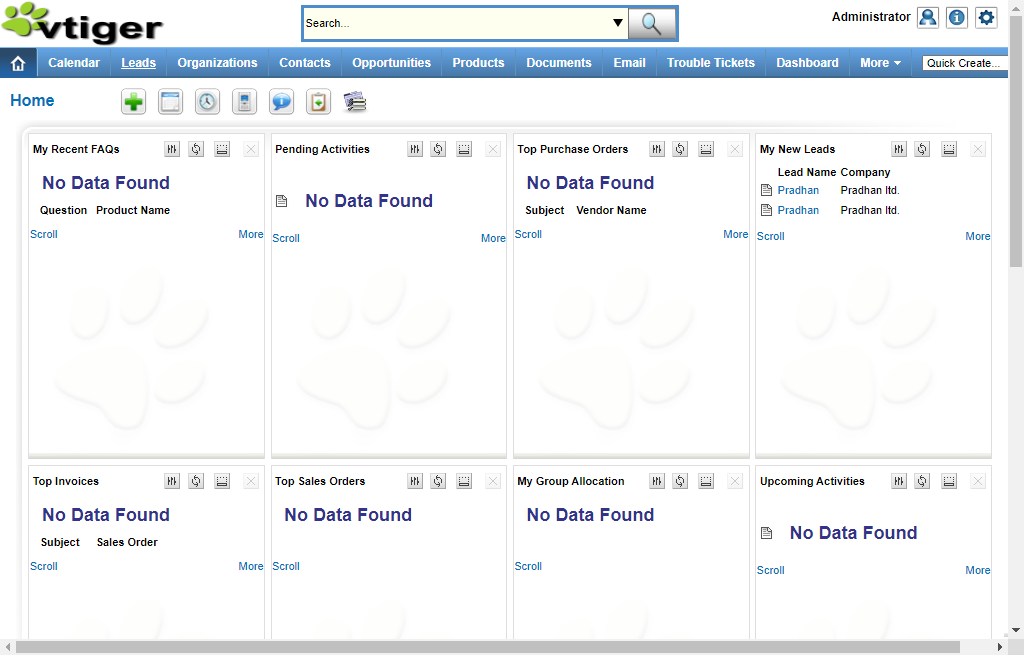 vtiger
Search...
Administrator
Calendar Leads Organizations Contacts Opportunities Products Documents Email Trouble Tickets Dashboard More Quick Create...
Home
My Recent FAQs
No Data Found
Question Product Name
Scroll More
Pending Activities
No Data Found
Scroll More
Top Purchase Orders
No Data Found
Subject Vendor Name
Scroll More
My New Leads
Lead Name Company
Pradhan Pradhan ltd.
Pradhan Pradhan ltd.
Scroll More
Top Invoices
No Data Found
Subject Sales Order
Scroll More
Top Sales Orders
No Data Found
Scroll
My Group Allocation
No Data Found
Scroll
Upcoming Activities
No Data Found
Scroll More